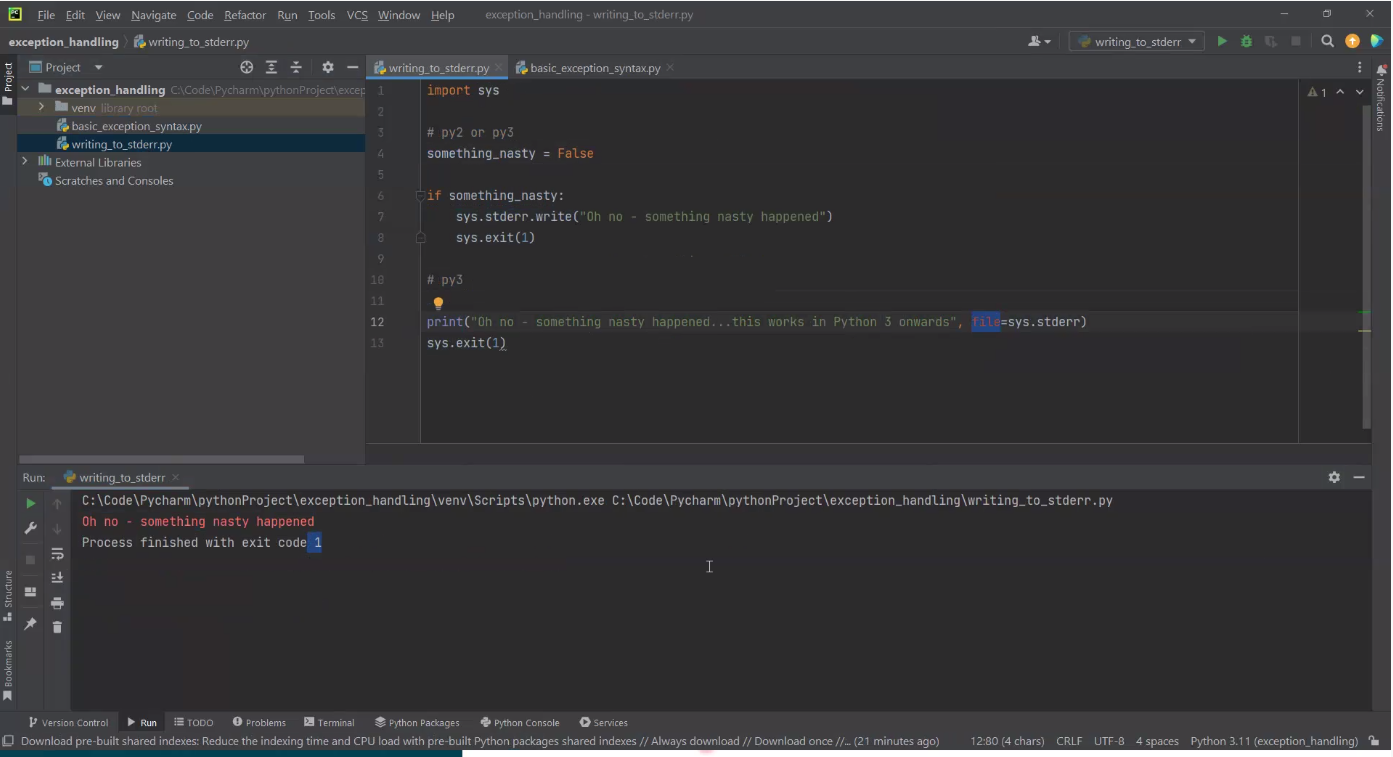 File Edit View Navigate Code Refactor Run Tools VCS Window Help exception_handling - writing_to_stderr.py
exception_handling writing_to_stderr.py writing_to_stderr
Project writing_to_stderr.py basic_exception_syntax.py
Project
exception_handling C:\Code\Pycharm\pythonProject\excep
venv library root
basic_exception_syntax.py
writing_to_stderr.py
External Libraries
Scratches and Consoles
1 import sys
2
3 # py2 or py3
4 something_nasty = False
5
6 if something_nasty:
7 sys.stderr.write("Oh no - something nasty happened")
8 sys.exit(1)
9
10 # py3
11
12 print("Oh no - something nasty happened...this works in Python 3 onwards", file=sys.stderr)
13 sys.exit(1)
1
Notifications
Run: writing_to_stderr
C:\Code\Pycharm\pythonProject\exception_handling\venv\Scripts\python.exe C:\Code\Pycharm\pythonProject\exception_handling\writing_to_stderr.py
Oh no - something nasty happened
Process finished with exit code 1
Structure
Bookmarks
Version Control Run TODO Problems Terminal Python Packages Python Console Services
Download pre-built shared indexes: Reduce the indexing time and CPU load with pre-built Python packages shared indexes // Always download // Download once //... (21 minutes ago) 12:80 (4 chars) CRLF UTF-8 4 spaces Python 3.11 (exception_handling)